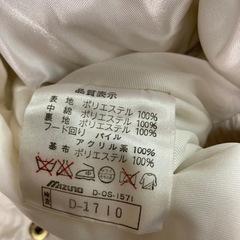 品質表示
表地 ポリエステル 100%
中綿 ポリエステル 100%
裏地 ポリエステル 100%
フード回り パイル
アクリル系 100%
基布 ポリエステル 100%
MIZUNO D-OS-1571
検査 D-1710